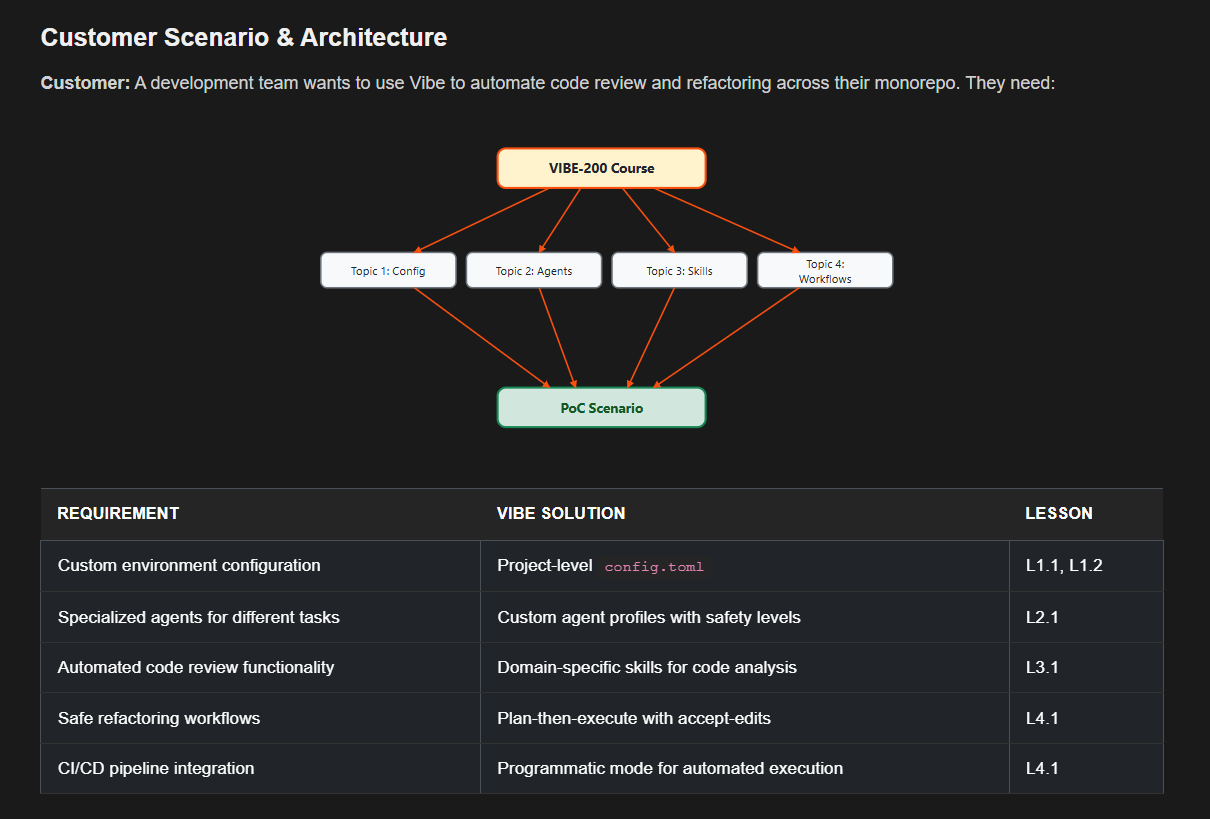 Customer Scenario & Architecture
Customer: A development team wants to use Vibe to automate code review and refactoring across their monorepo. They need:
VIBE-200 Course
Topic 1: Config
Topic 2: Agents
Topic 3: Skills
Topic 4:
Workflows
PoC Scenario
REQUIREMENT VIBE SOLUTION LESSON
Custom environment configuration Project-level config.toml L1.1, L1.2
Specialized agents for different tasks Custom agent profiles with safety levels L2.1
Automated code review functionality Domain-specific skills for code analysis L3.1
Safe refactoring workflows Plan-then-execute with accept-edits L4.1
CI/CD pipeline integration Programmatic mode for automated execution L4.1